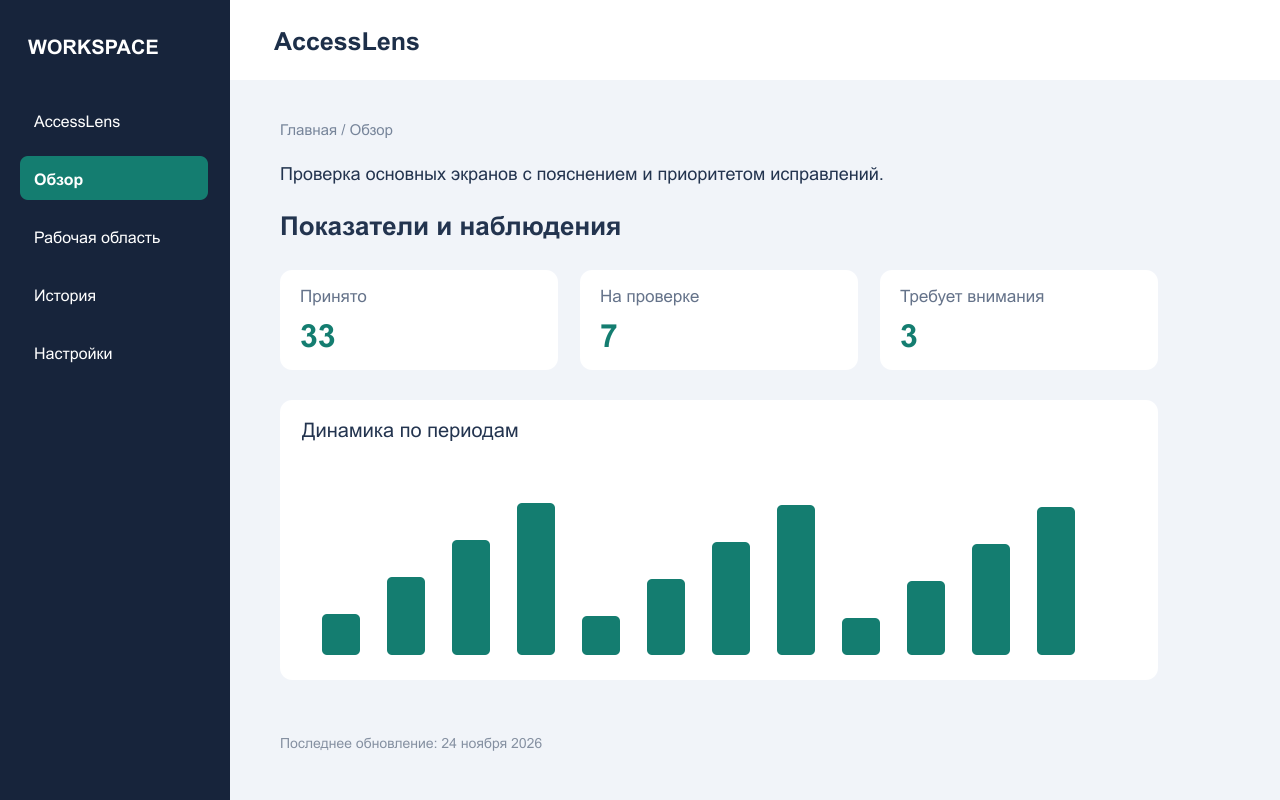 WORKSPACE
AccessLens
Обзор
Рабочая область
История
Настройки
AccessLens
Главная / Обзор
Проверка основных экранов с пояснением и приоритетом исправлений.
Показатели и наблюдения
Принято
33
На проверке
7
Требует внимания
3
Динамика по периодам
Последнее обновление: 24 ноября 2026